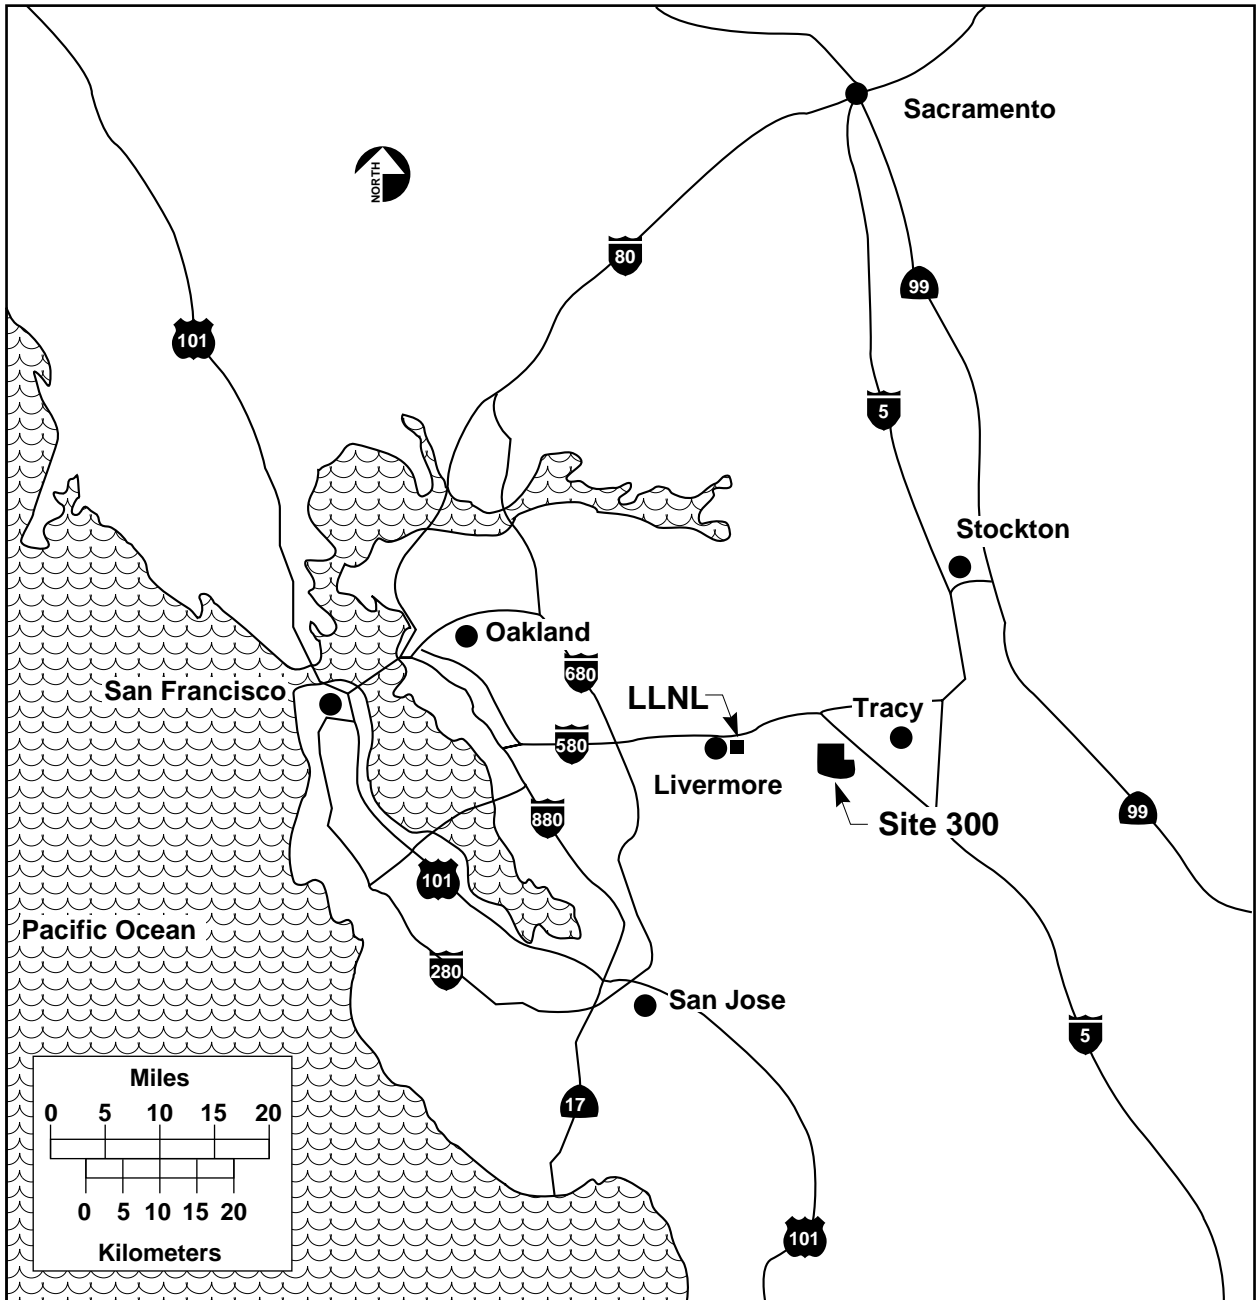 Sacramento
NORTH
80
99
101
5
Stockton
Oakland
680
San Francisco
LLNL
Tracy
580
Livermore
880
Site 300
99
101
Pacific Ocean
280
San Jose
5
Miles
0 5 10 15 20
17
0 5 10 15 20
Kilometers
101